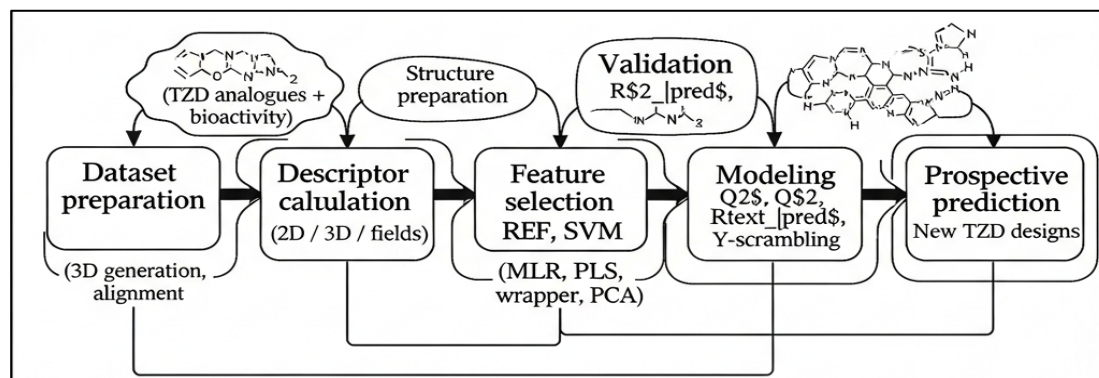 (TZD analogues +
bioactivity)
Structure
preparation
Validation
R$2_|pred$,
Dataset
preparation
Descriptor
calıulation
(2D / 3D / fields)
Feature
selection
REF, SVM
Modeling
Q2$, Q$2,
Rtext_[pred$,
Y-scrambling
Prospective
prediction
New TZD designs
(3D generation,
alignment
(MLR, PLS,
wrapper, PCA)